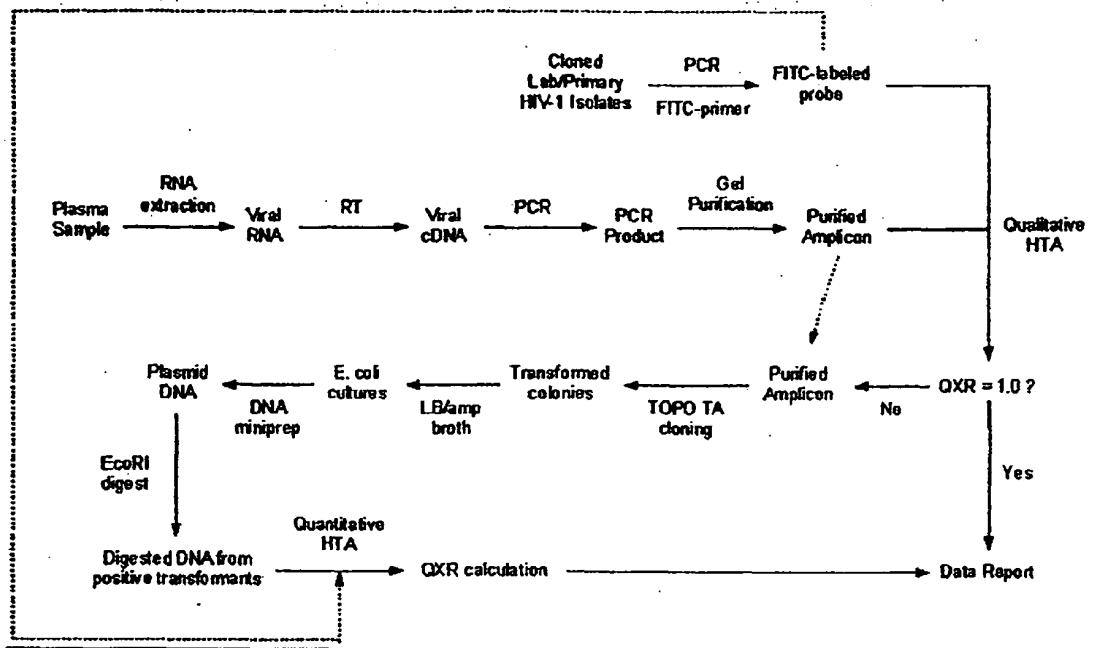 Cloned
Lab/Primary
HIV-1 Isolates
PCR
FITC-primer
FITC-labeled
probe
Plasma
Sample
RNA
extraction
Viral
RNA
RT
Viral
cDNA
PCR
PCR
Product
Gel
Purification
Purified
Amplicon
Qualitative
HTA
Plasmid
DNA
DNA
miniprep
E. coli
cultures
LB/amp
broth
Transformed
colonies
TOPO TA
cloning
Purified
Amplicon
No
QXR = 1.0 ?
EcoRI
digest
Yes
Digested DNA from
positive transformants
Quantitative
HTA
QXR calculation
Data Report